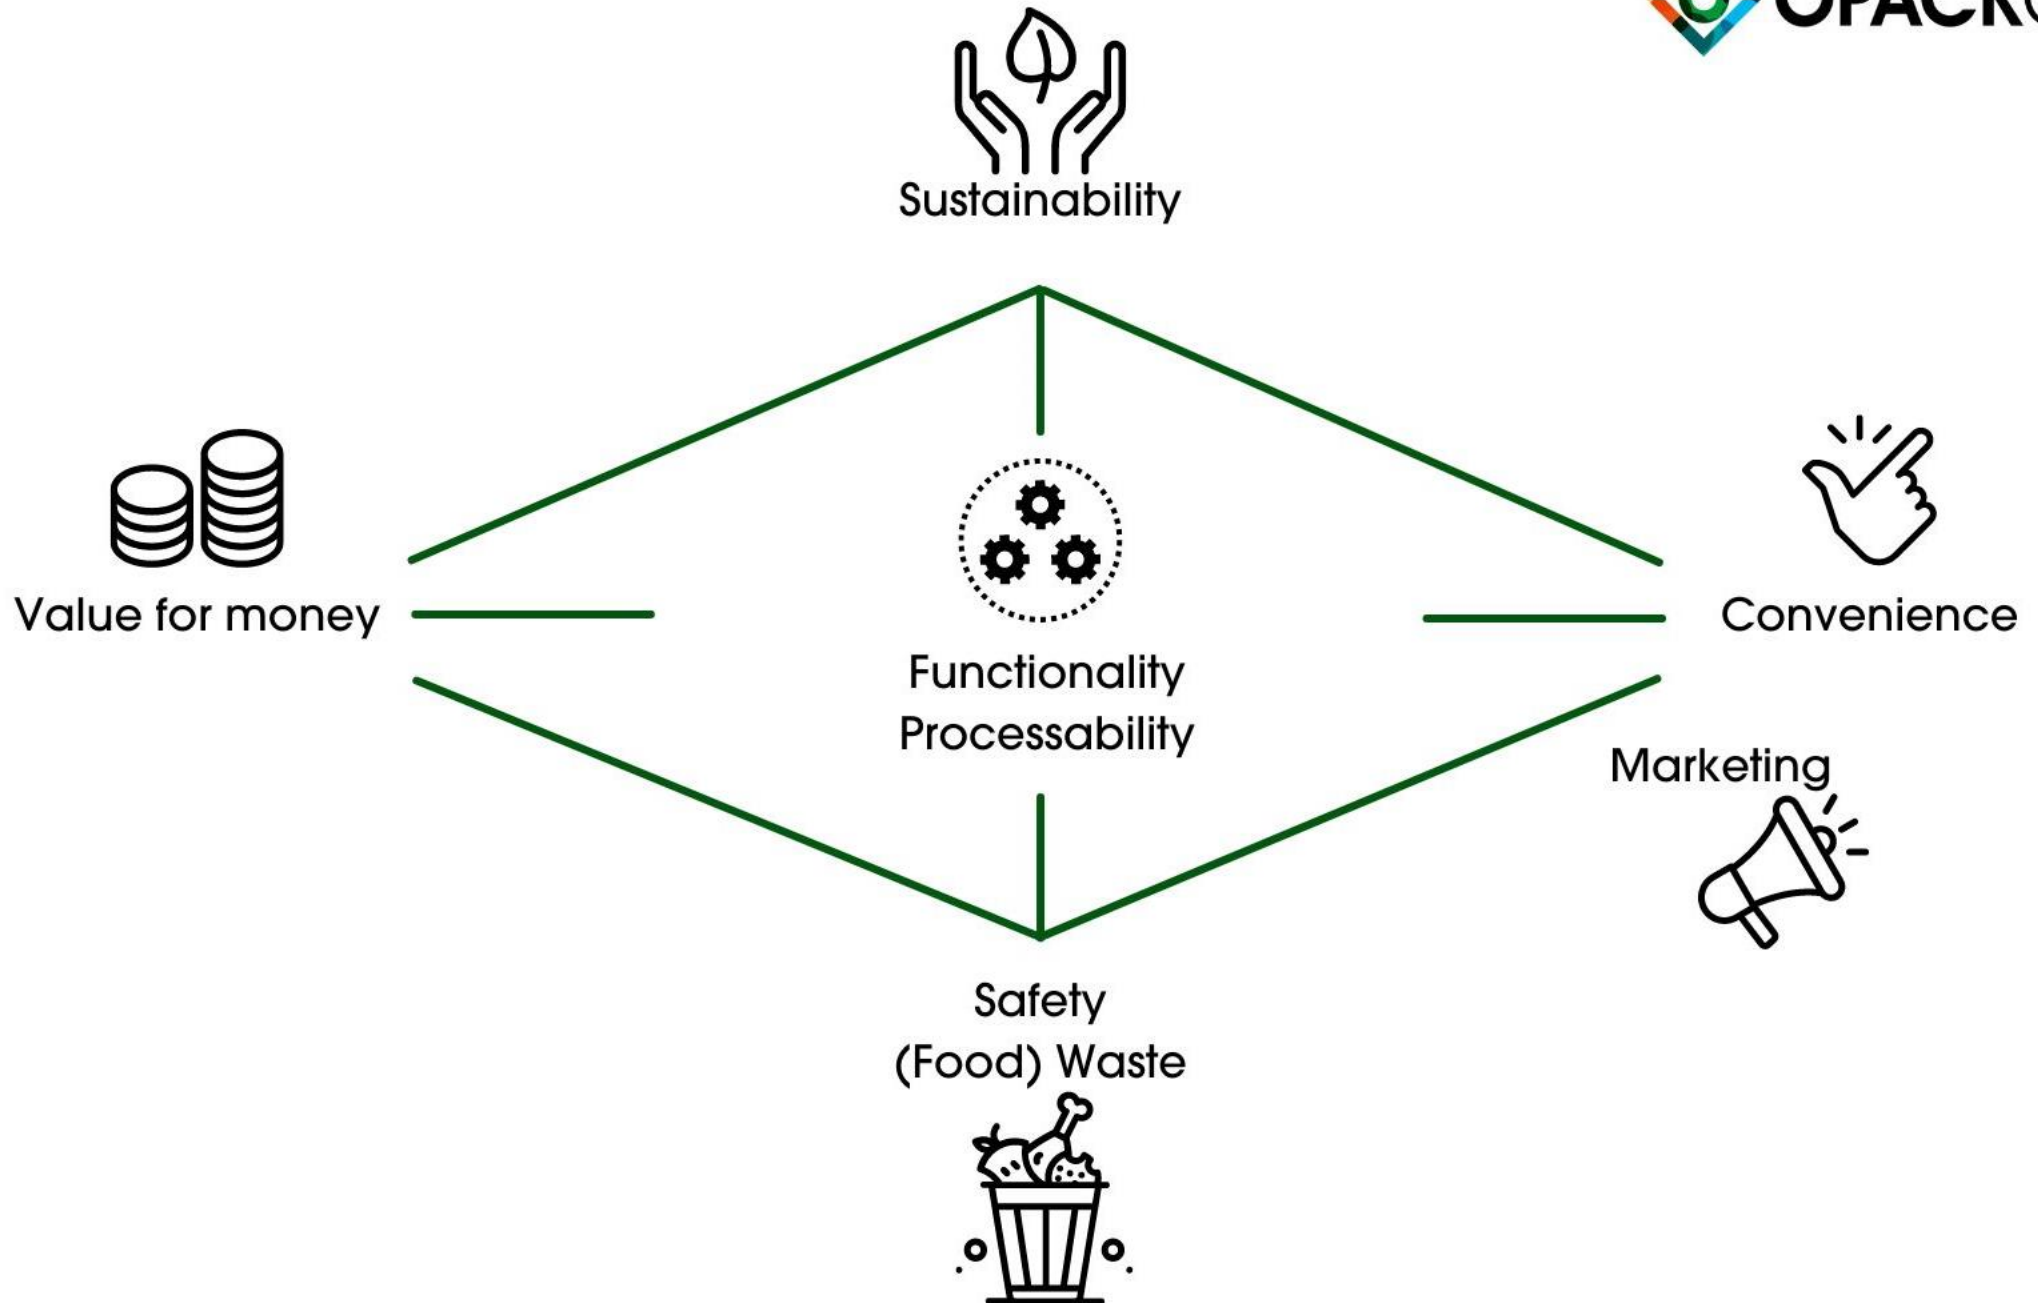 Sustainability
Value for money
Functionality
Processability
Convenience
Marketing
Safety
(Food) Waste